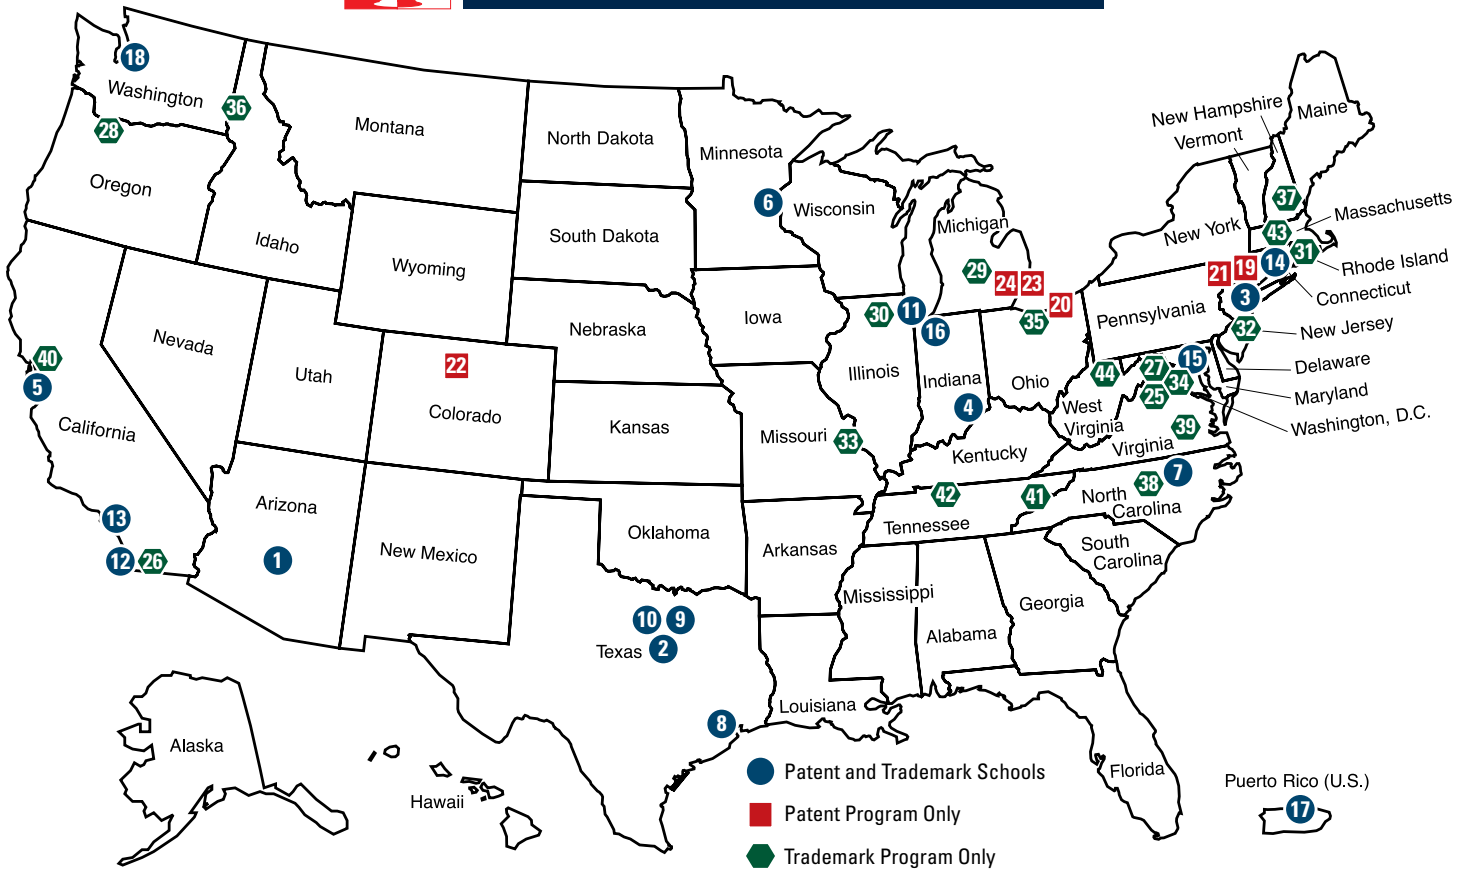 18
Washington
36
28
Oregon
Montana
Idaho
North Dakota
South Dakota
Wyoming
Nebraska
Minnesota
6
Wisconsin
Michigan
29
24
23
20
35
30
11
16
Iowa
Illinois
Indiana
4
Ohio
New Hampshire
Vermont
Maine
37
Massachusetts
New York
43
31
Rhode Island
14
19
21
Connecticut
3
Pennsylvania
32
New Jersey
15
Delaware
Maryland
Washington, D.C.
27
34
25
44
West
Virginia
39
Virginia
Nevada
Utah
22
Colorado
Kansas
Missouri
33
Kentucky
40
5
California
13
12
26
Arizona
1
New Mexico
Oklahoma
Arkansas
42
Tennessee
41
7
38
North
Carolina
South
Carolina
Mississippi
Alabama
Georgia
10
9
Texas
2
8
Louisiana
Florida
Alaska
Hawaii
Puerto Rico (U.S.)
17
Patent and Trademark Schools
Patent Program Only
Trademark Program Only